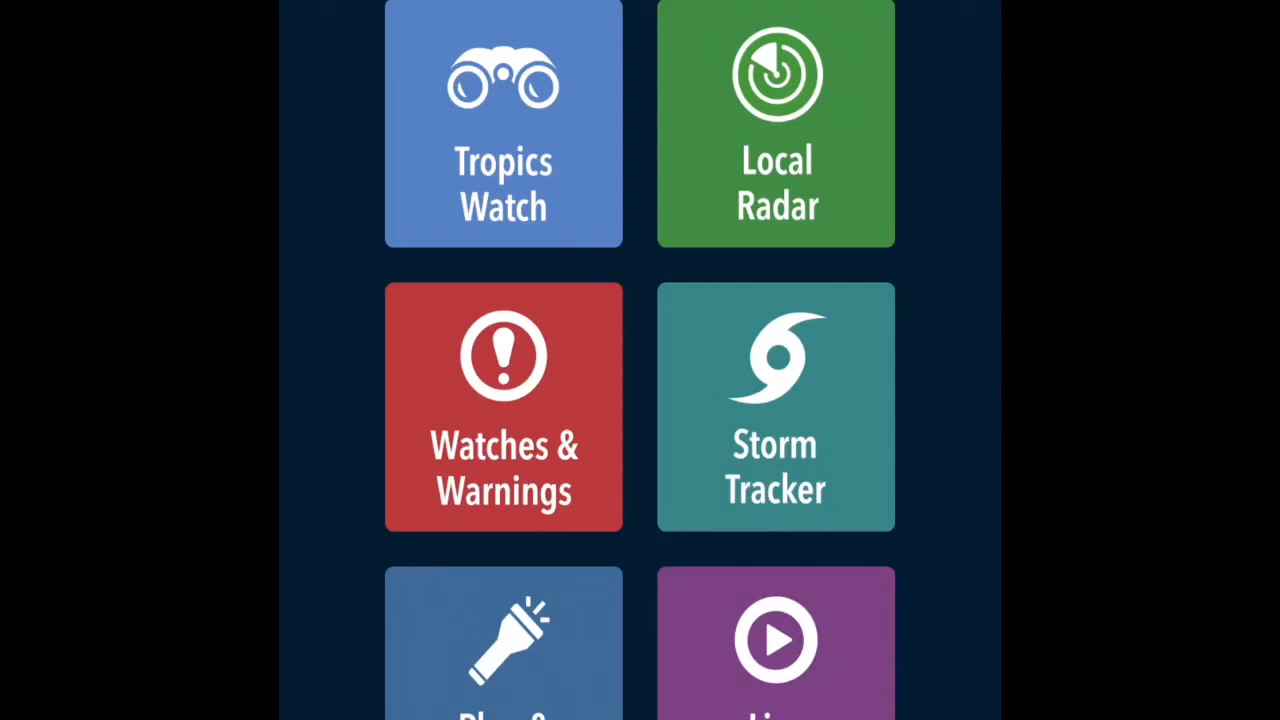 Tropics
Watch
Local
Radar
Watches &
Warnings
Storm
Tracker